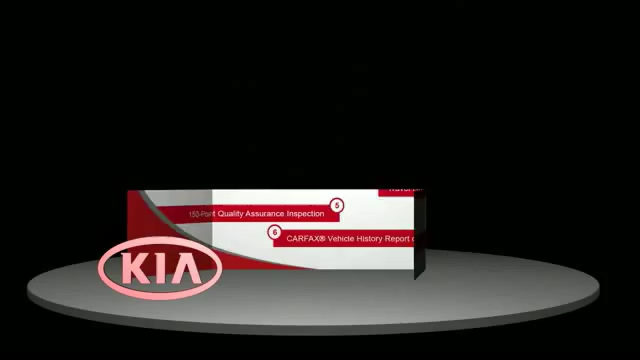 5
150-Point Quality Assurance Inspection
6
CARFAX® Vehicle History Report
KIA